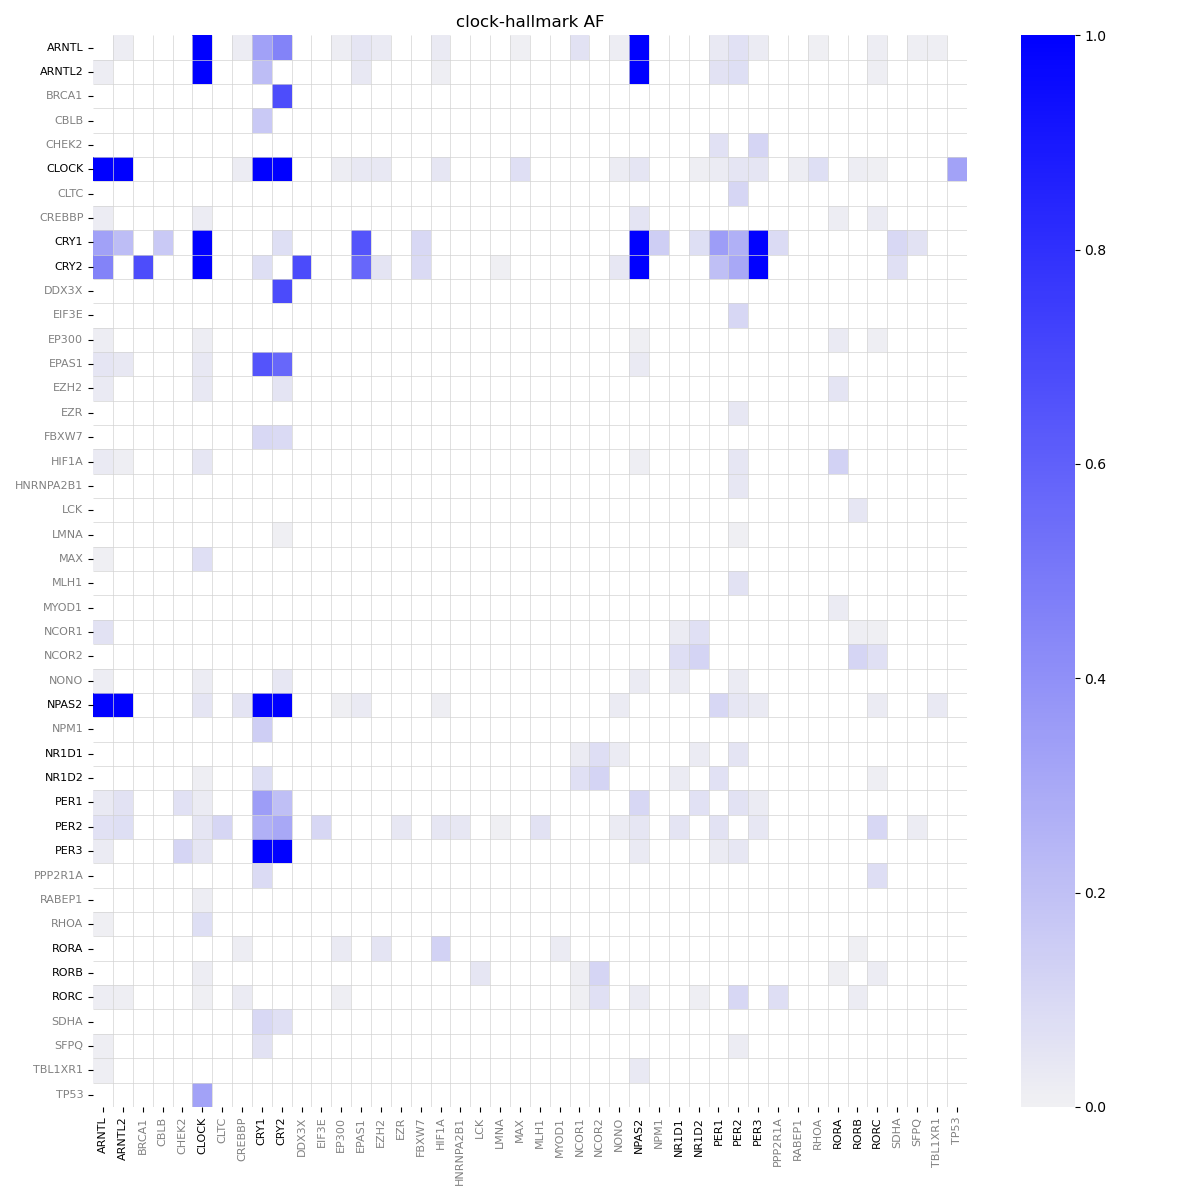 clock-hallmark AF
ARNTL
ARNTL2
BRCA1
CBLB
CHEK2
CLOCK
CLTC
CREBBP
CRY1
CRY2
DDX3X
EIF3E
EP300
EPAS1
EZH2
EZR
FBXW7
HIF1A
HNRNPA2B1
LCK
LMNA
MAX
MLH1
MYOD1
NCOR1
NCOR2
NONO
NPAS2
NPM1
NR1D1
NR1D2
PER1
PER2
PER3
PPP2R1A
RABEP1
RHOA
RORA
RORB
RORC
SDHA
SFPQ
TBL1XR1
TP53
ARNTL
ARNTL2
BRCA1
CBLB
CHEK2
CLOCK
CLTC
CREBBP
CRY1
CRY2
DDX3X
EIF3E
EP300
EPAS1
EZH2
EZR
FBXW7
HIF1A
HNRNPA2B1
LCK
LMNA
MAX
MLH1
MYOD1
NCOR1
NCOR2
NONO
NPAS2
NPM1
NR1D1
NR1D2
PER1
PER2
PER3
PPP2R1A
RABEP1
RHOA
RORA
RORB
RORC
SDHA
SFPQ
TBL1XR1
TP53
1.0
0.8
0.6
0.4
0.2
0.0